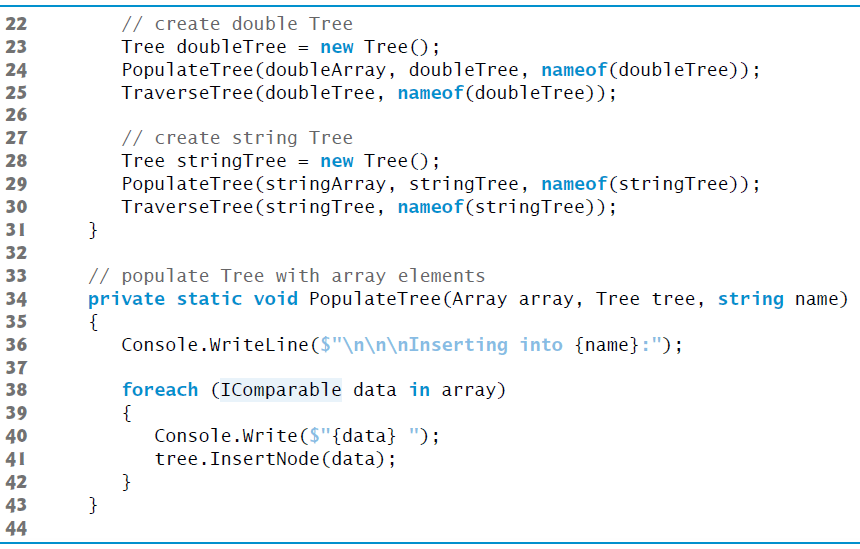 22 // create double Tree
23 Tree doubleTree = new Tree();
24 PopulateTree(doubleArray, doubleTree, nameof(doubleTree));
25 TraverseTree(doubleTree, nameof(doubleTree));
26
27 // create string Tree
28 Tree stringTree = new Tree();
29 PopulateTree(stringArray, stringTree, nameof(stringTree));
30 TraverseTree(stringTree, nameof(stringTree));
31 }
32
33 // populate Tree with array elements
34 private static void PopulateTree(Array array, Tree tree, string name)
35 {
36 Console.WriteLine($"\n\n\nInserting into {name}:");
37
38 foreach (IComparable data in array)
39 {
40 Console.Write($"{data} ");
41 tree.InsertNode(data);
42 }
43 }
44